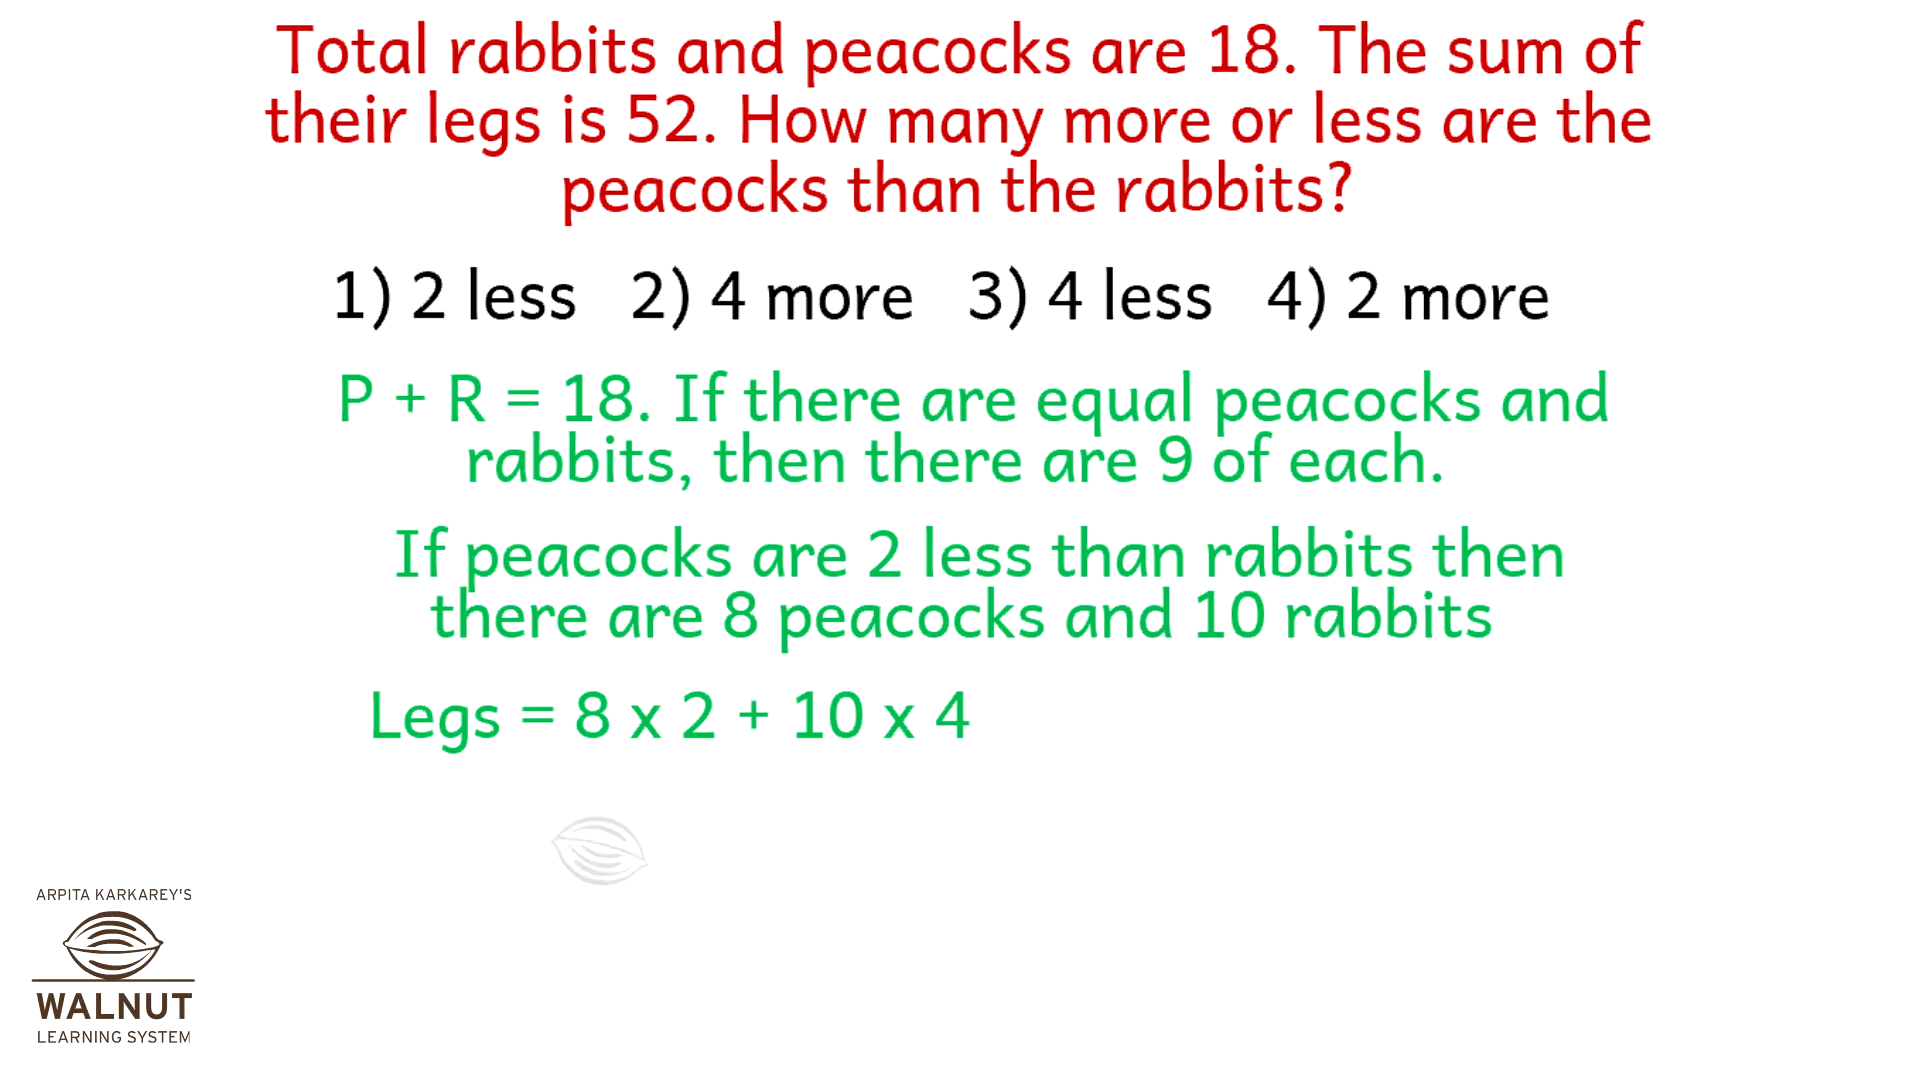 Total rabbits and peacocks are 18. The sum of
their legs is 52. How many more or less are the
peacocks than the rabbits?
1) 2 less 2) 4 more 3) 4 less 4) 2 more
P + R = 18. If there are equal peacocks and
rabbits, then there are 9 of each.
If peacocks are 2 less than rabbits then
there are 8 peacocks and 10 rabbits
Legs = 8 x 2 + 10 x 4
ARPITA KARKAREY'S
WALNUT
LEARNING SYSTEM